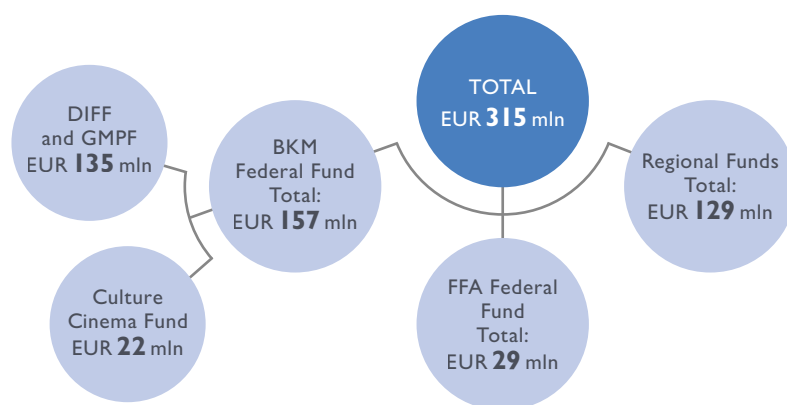 TOTAL
EUR 315 mln
DIFF
and GMPF
EUR 135 mln
BKM
Federal Fund
Total:
EUR 157 mln
Regional Funds
Total:
EUR 129 mln
Culture
Cinema Fund
EUR 22 mln
FFA Federal
Fund
Total:
EUR 29 mln